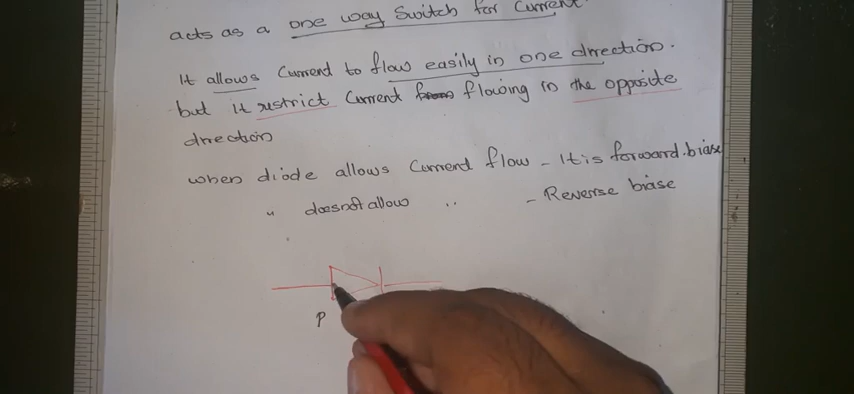 acts as a one way Switch for Current
It allows Current to flow easily in one direction.
but it restrict Current from flowing in the opposite
direction
when diode allows Current flow - It is forward biase
" doesnot allow " - Reverse biase
P